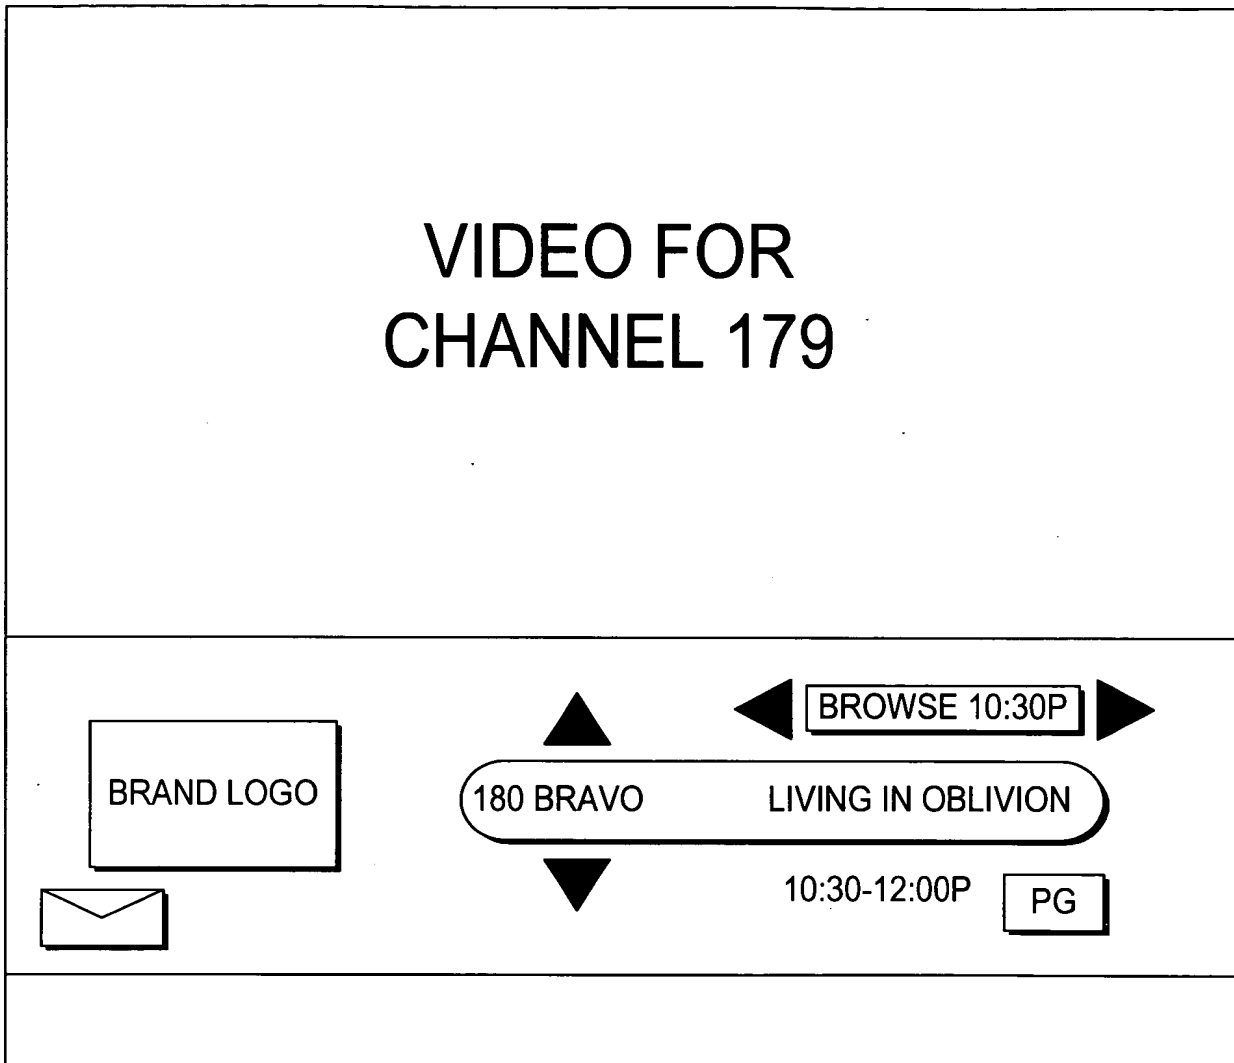 VIDEO FOR
CHANNEL 179
BROWSE 10:30P
BRAND LOGO
180 BRAVO LIVING IN OBLIVION
10:30-12:00P PG